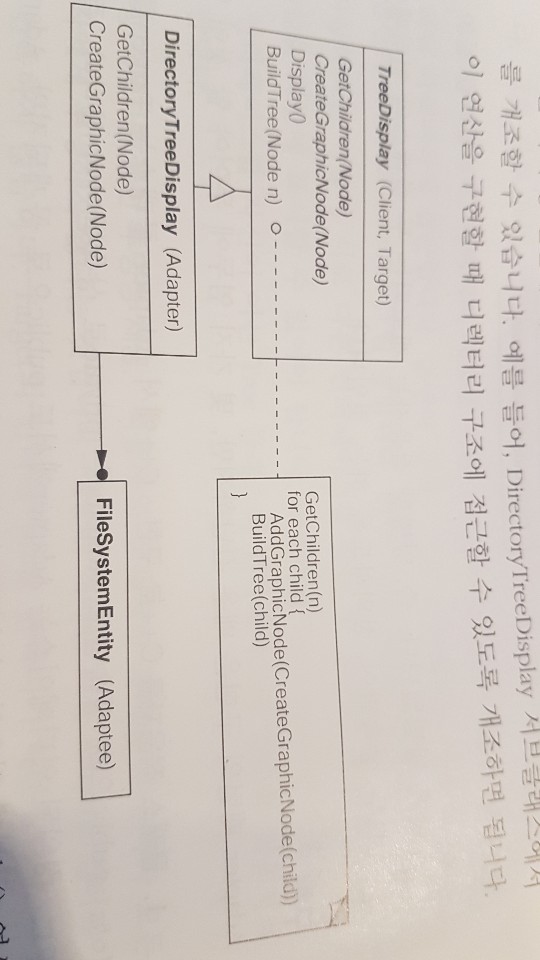 를 개조할 수 있습니다. 예를 들어, DirectoryTreeDisplay 서브클래스에서
이 연산을 구현할 때 디렉터리 구조에 접근할 수 있도록 개조하면 됩니다.
TreeDisplay (Client, Target)
GetChildren(Node)
CreateGraphicNode(Node)
Display()
BuildTree(Node n)
GetChildren(n)
for each child {
AddGraphicNode(CreateGraphicNode(child))
BuildTree(child)
}
DirectoryTreeDisplay (Adapter)
GetChildren(Node)
CreateGraphicNode(Node)
FileSystemEntity (Adaptee)